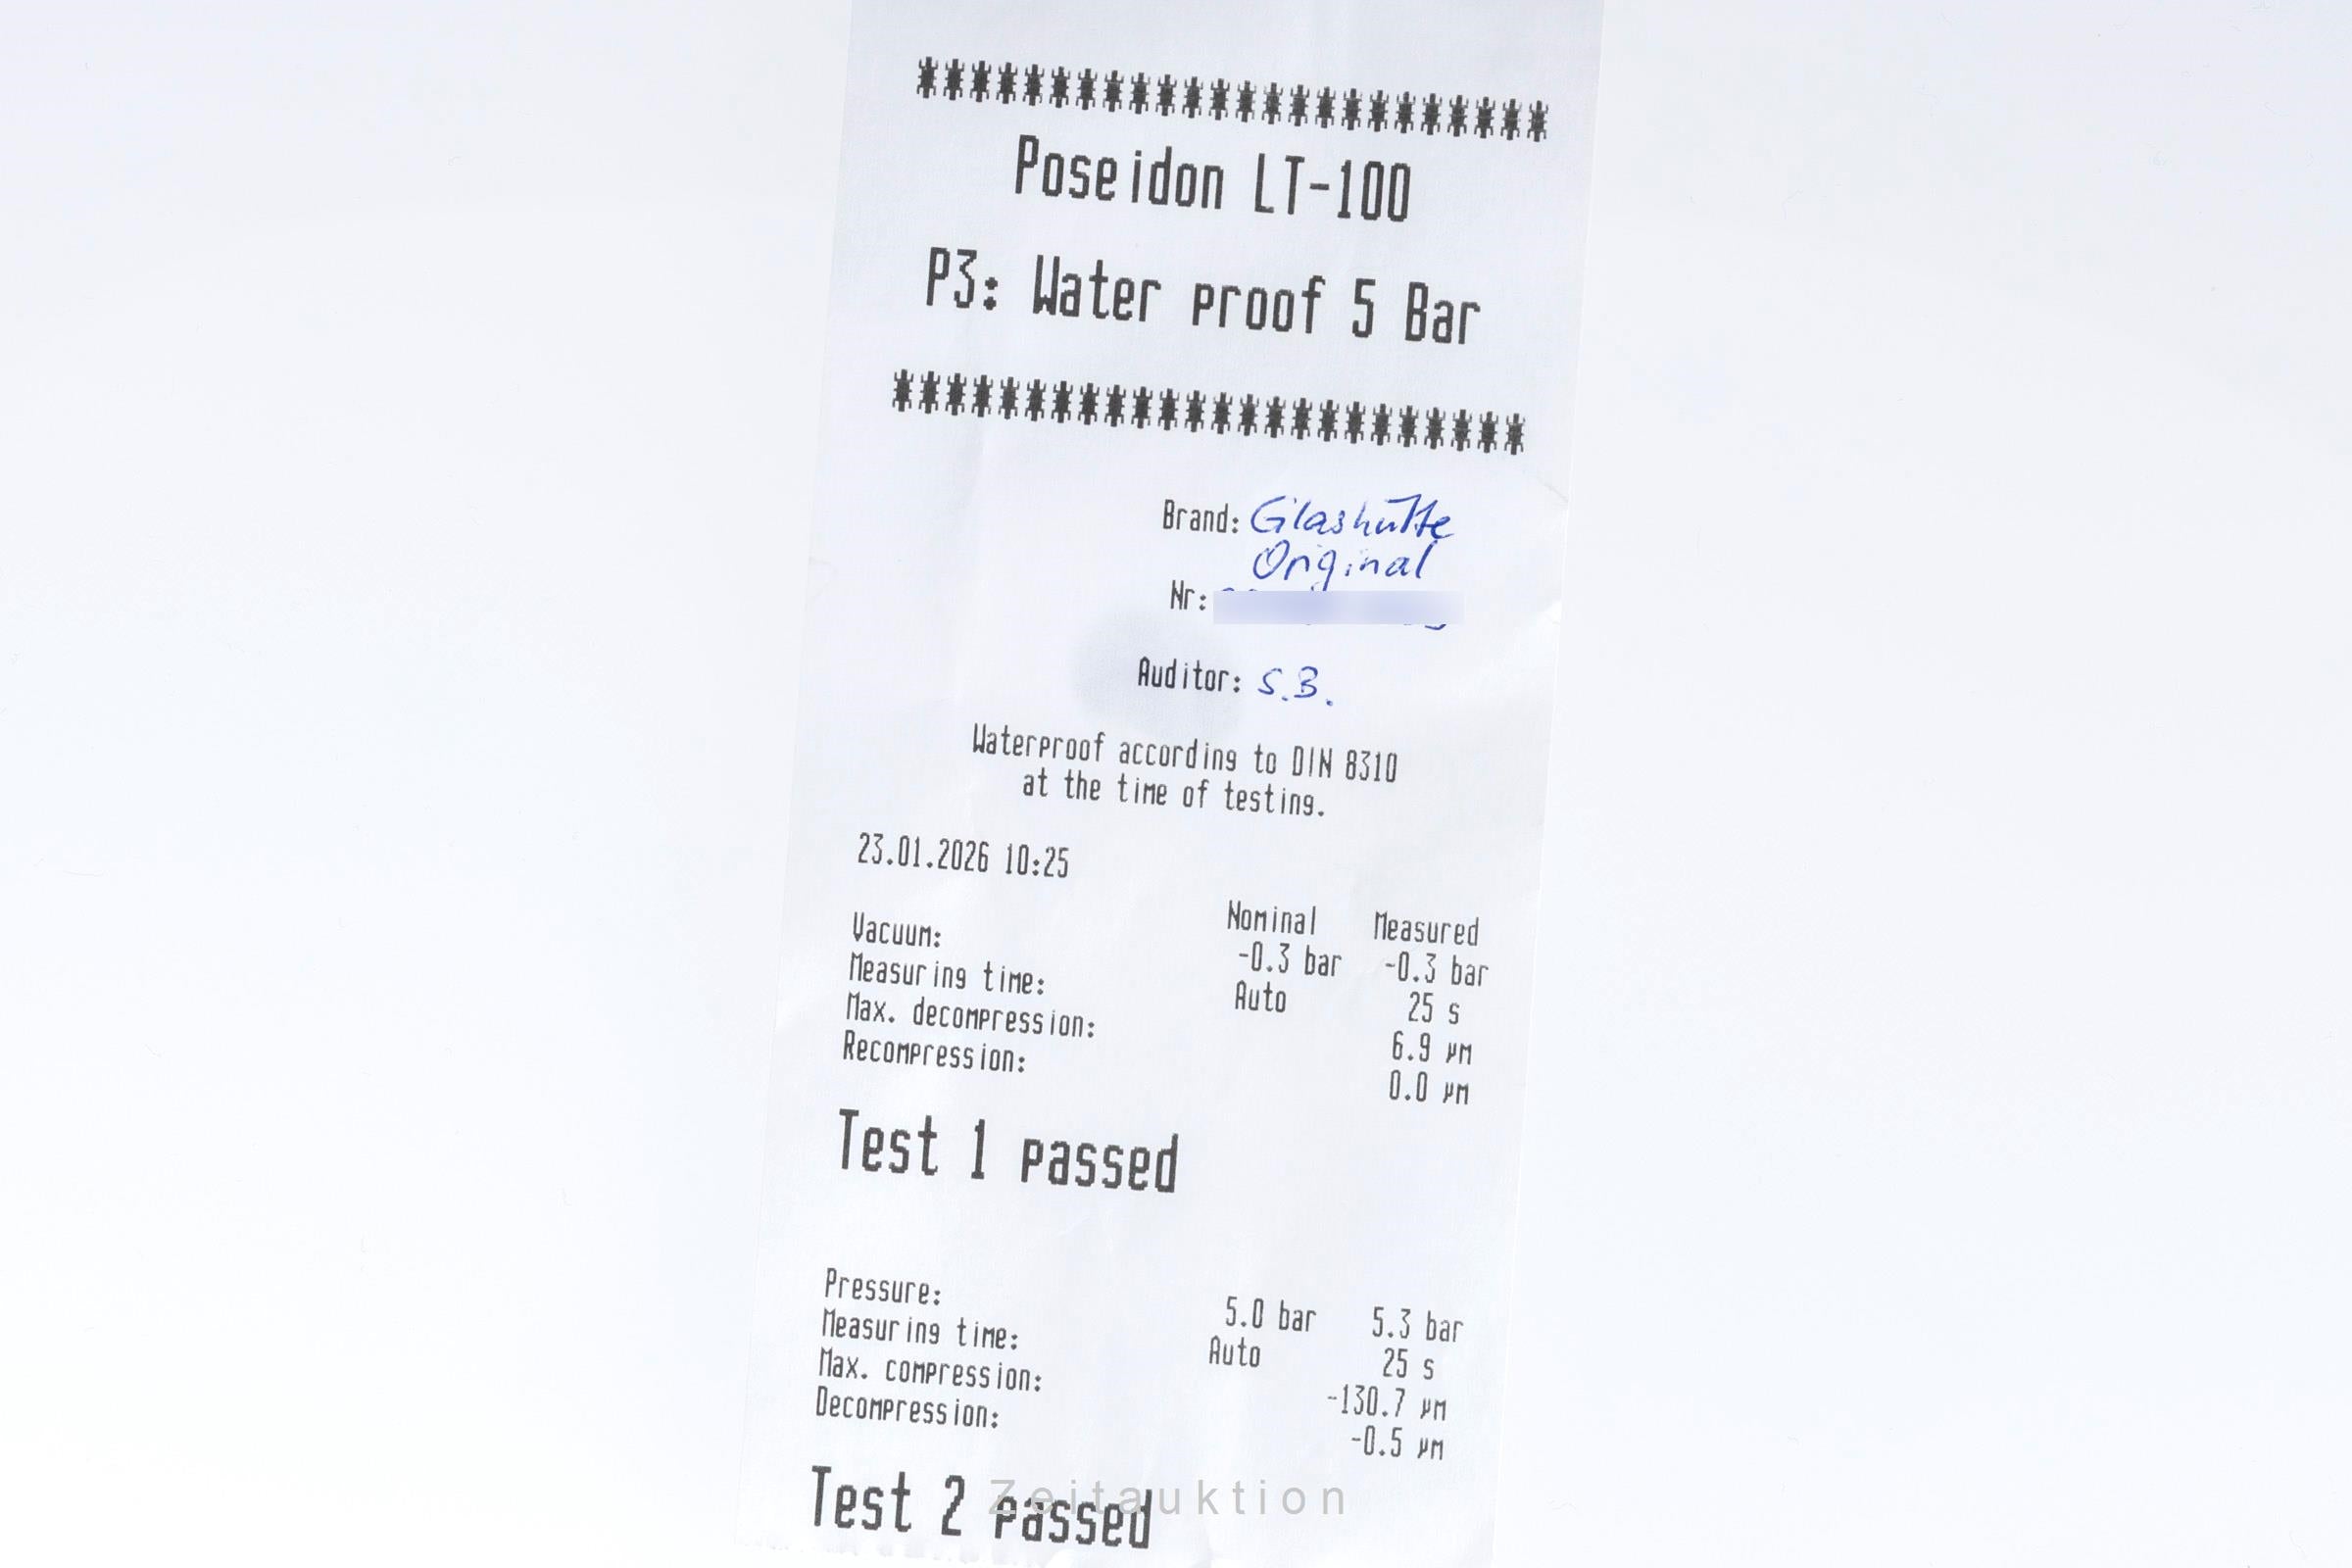 ************************
Poseidon LT-100
P3: Water proof 5 Bar
************************
Brand: Glashütte
Original
Nr:
Auditor: S.B.
Waterproof according to DIN 8310
at the time of testing.
23.01.2026 10:25
Nominal Measured
Vacuum: -0.3 bar -0.3 bar
Measuring time: Auto 25 s
Max. decompression: 6.9 µm
Recompression: 0.0 µm
Test 1 passed
Pressure: 5.0 bar 5.3 bar
Measuring time: Auto 25 s
Max. compression: -130.7 µm
Decompression: -0.5 µm
Test 2 passed
Zeitauktion